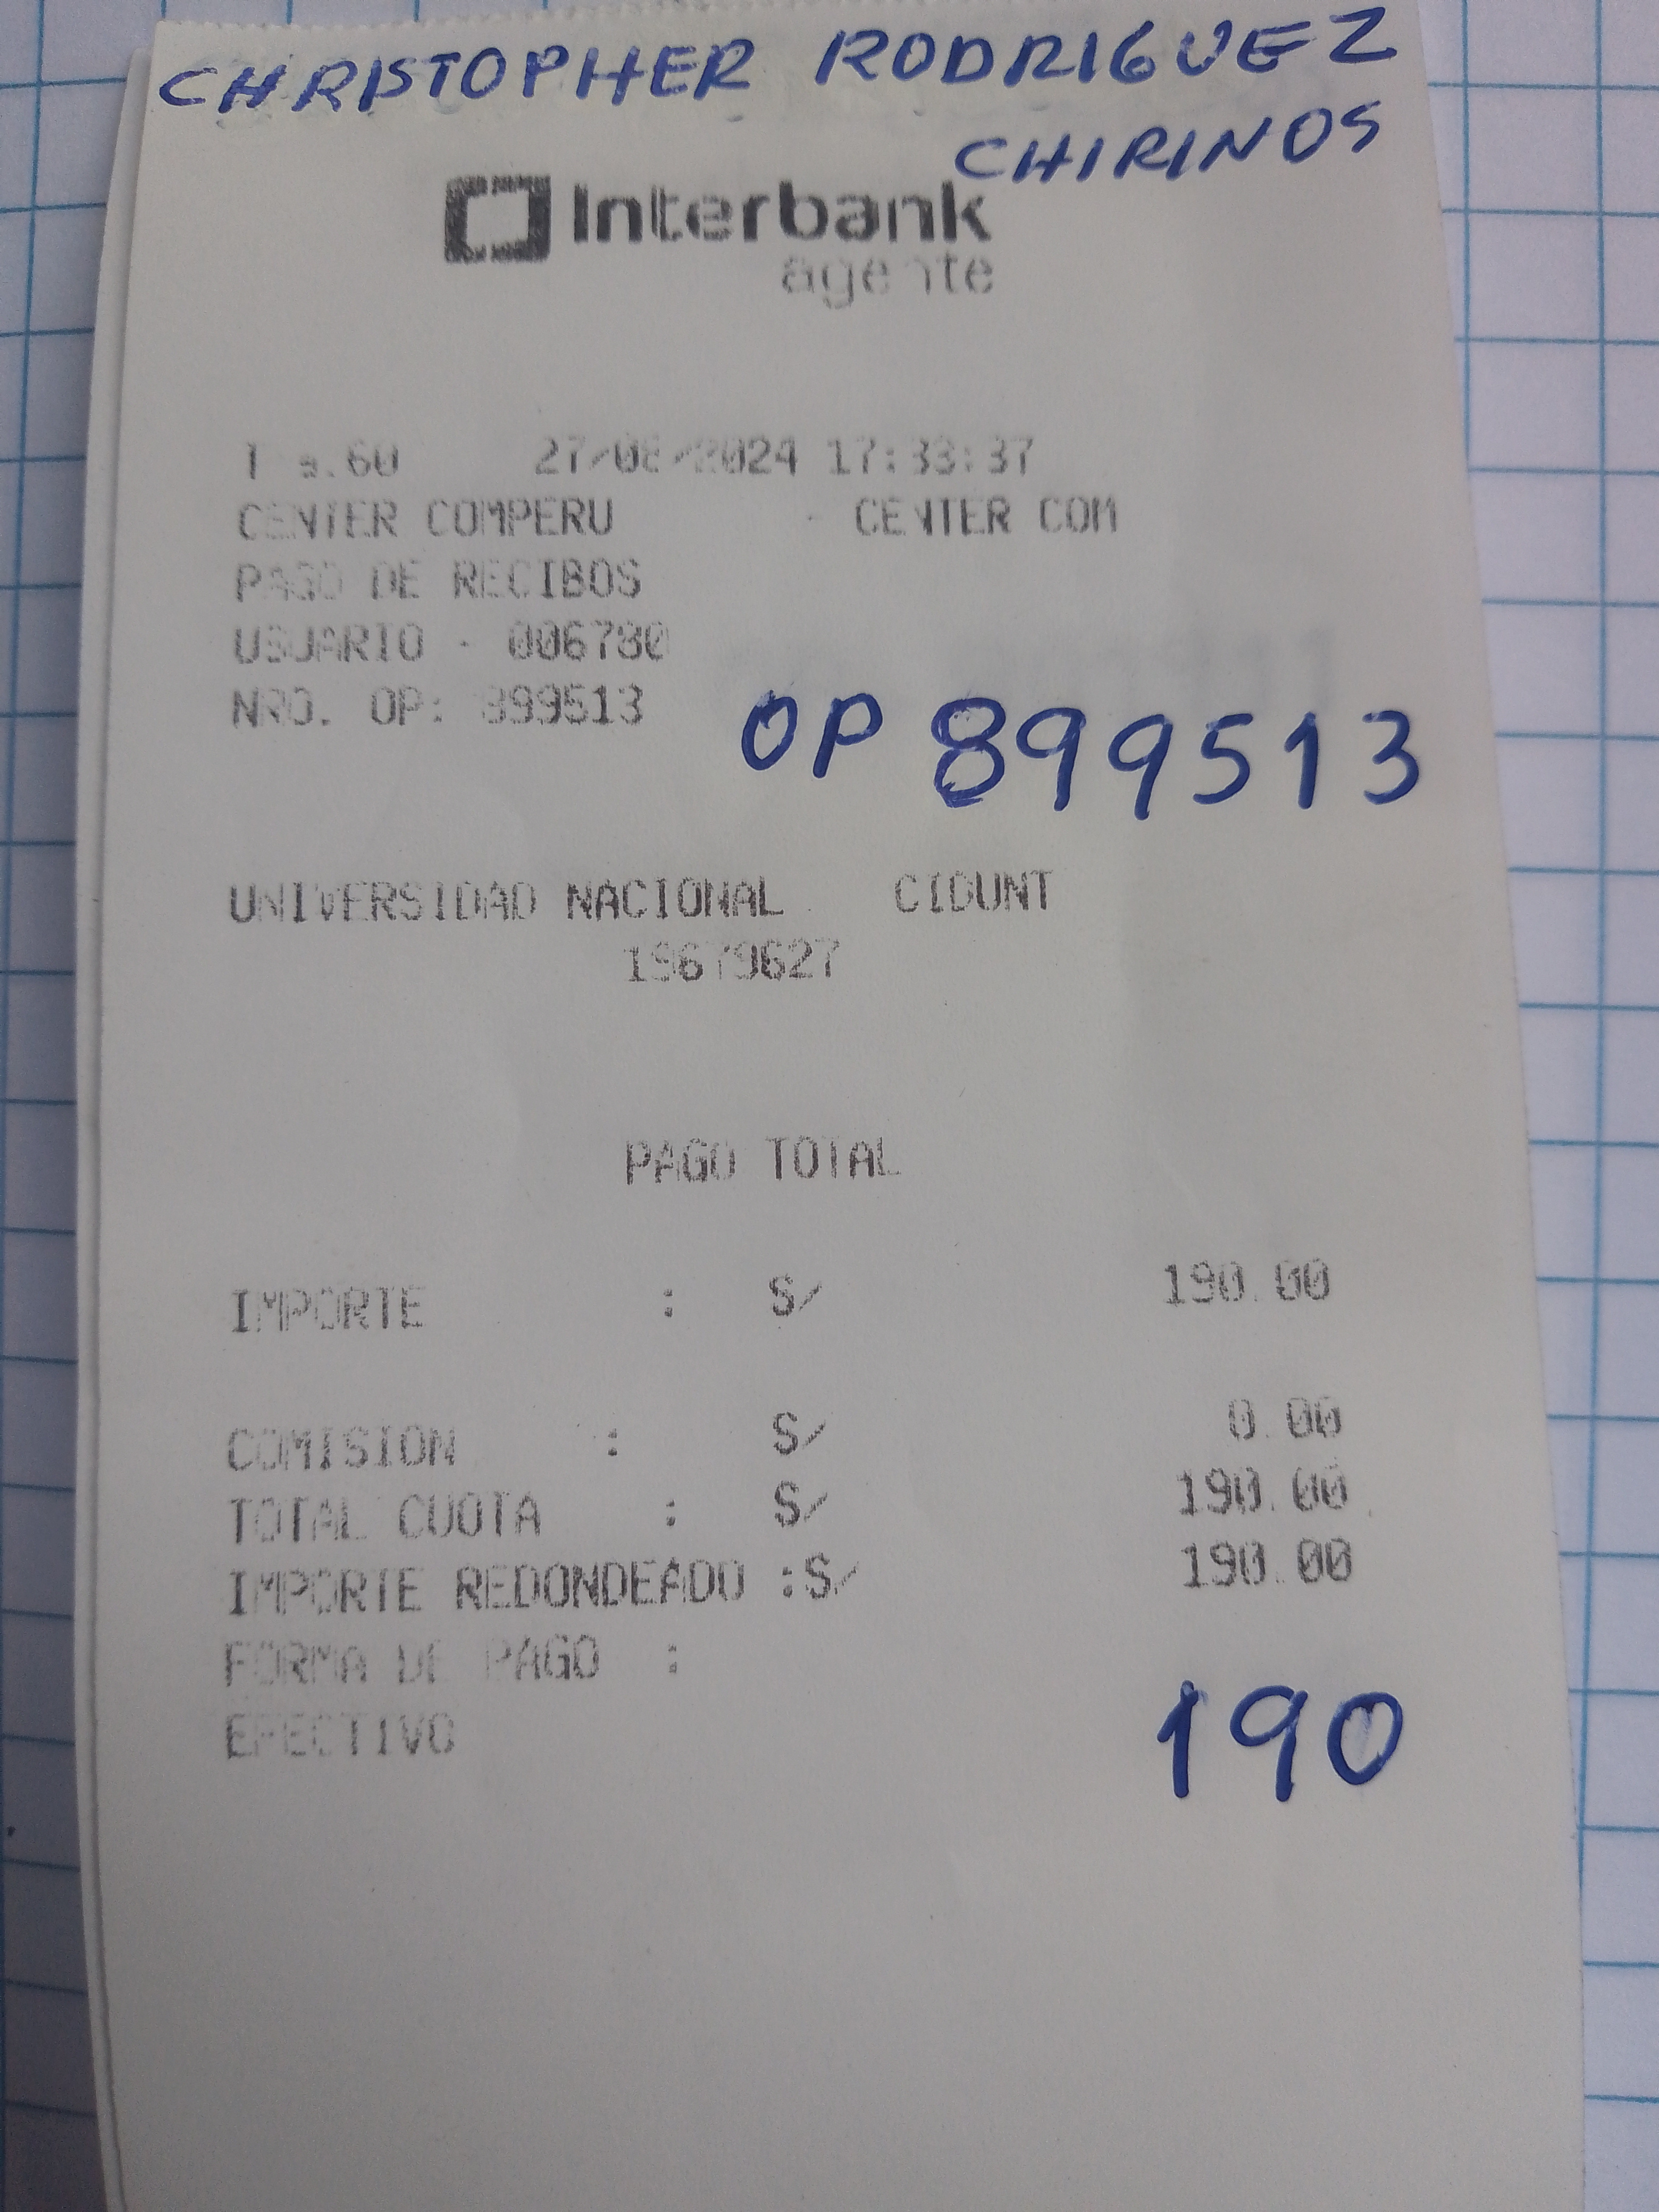 CHRISTOPHER RODRIGUEZ
CHIRINOS
Interbank
agente
27/08/2024 17:33:37
CENTER COMPERU - CENTER COM
PAGO DE RECIBOS
USUARIO - 006780
NRO. OP: 899513
OP 899513
UNIVERSIDAD NACIONAL CIDUNT
19679627
PAGO TOTAL
IMPORTE : S/ 190.00
COMISION : S/ 0.00
TOTAL CUOTA : S/ 190.00
IMPORTE REDONDEADO :S/ 190.00
FORMA DE PAGO :
EFECTIVO
190